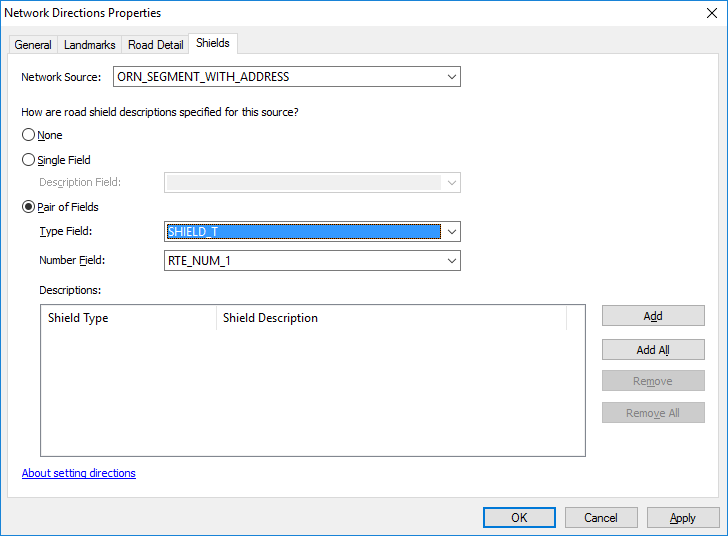 Network Directions Properties
General Landmarks Road Detail Shields
Network Source: ORN_SEGMENT_WITH_ADDRESS
How are road shield descriptions specified for this source?
None
Single Field
Description Field:
Pair of Fields
Type Field: SHIELD_T
Number Field: RTE_NUM_1
Descriptions:
Shield Type Shield Description
Add
Add All
Remove
Remove All
About setting directions
OK Cancel Apply